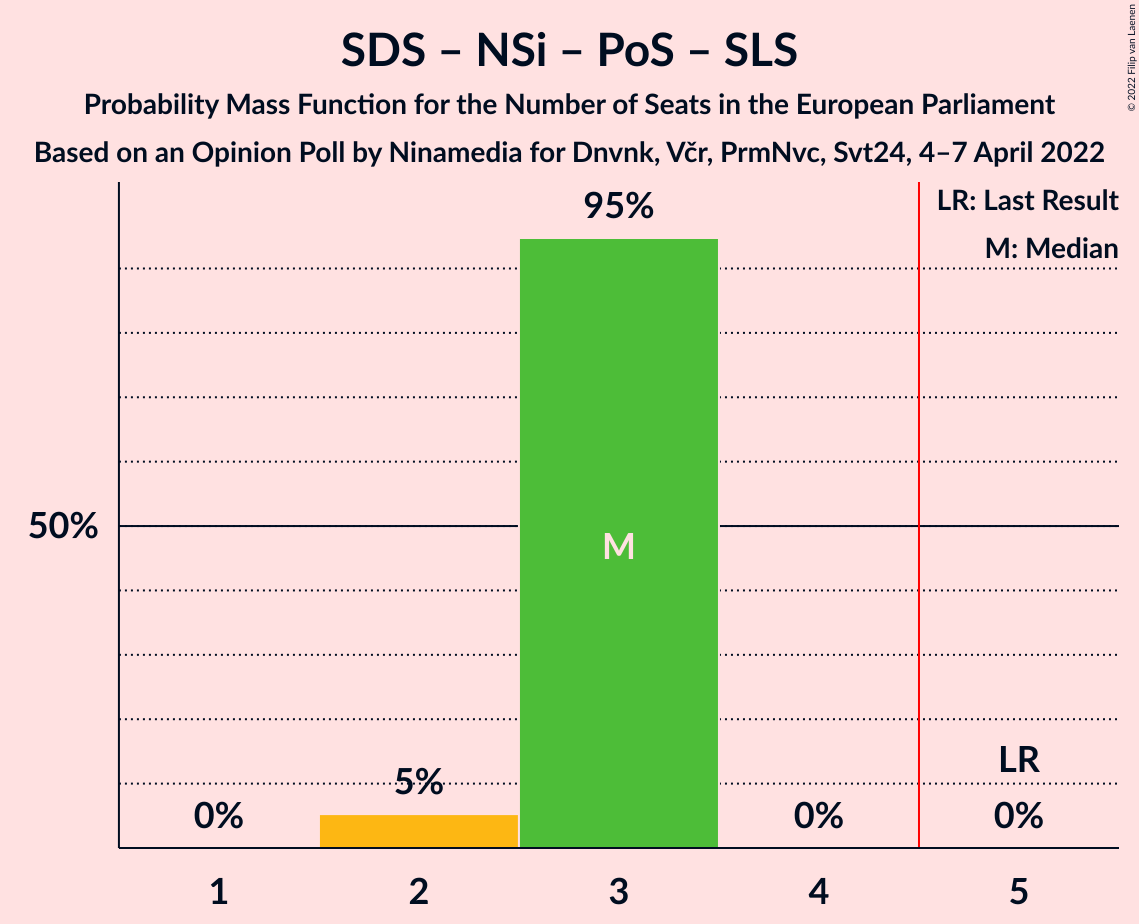 SDS – NSi – PoS – SLS
Probability Mass Function for the Number of Seats in the European Parliament
Based on an Opinion Poll by Ninamedia for Dnvnk, Včr, PrmNvc, Svt24, 4–7 April 2022
© 2022 Filip van Laenen
LR: Last Result
M: Median
95%
50%
M
LR
5%
0%
0%
0%
1 2 3 4 5